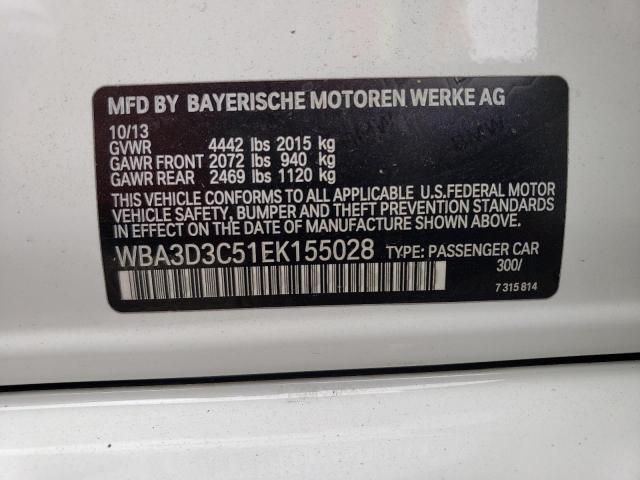 MFD BY BAYERISCHE MOTOREN WERKE AG
10/13
GVWR 4442 lbs 2015 kg
GAWR FRONT 2072 lbs 940 kg
GAWR REAR 2469 lbs 1120 kg
THIS VEHICLE CONFORMS TO ALL APPLICABLE U.S.FEDERAL MOTOR
VEHICLE SAFETY, BUMPER AND THEFT PREVENTION STANDARDS
IN EFFECT ON THE DATE OF MANUFACTURE SHOWN ABOVE.
WBA3D3C51EK155028 TYPE: PASSENGER CAR
300/
7 315 814